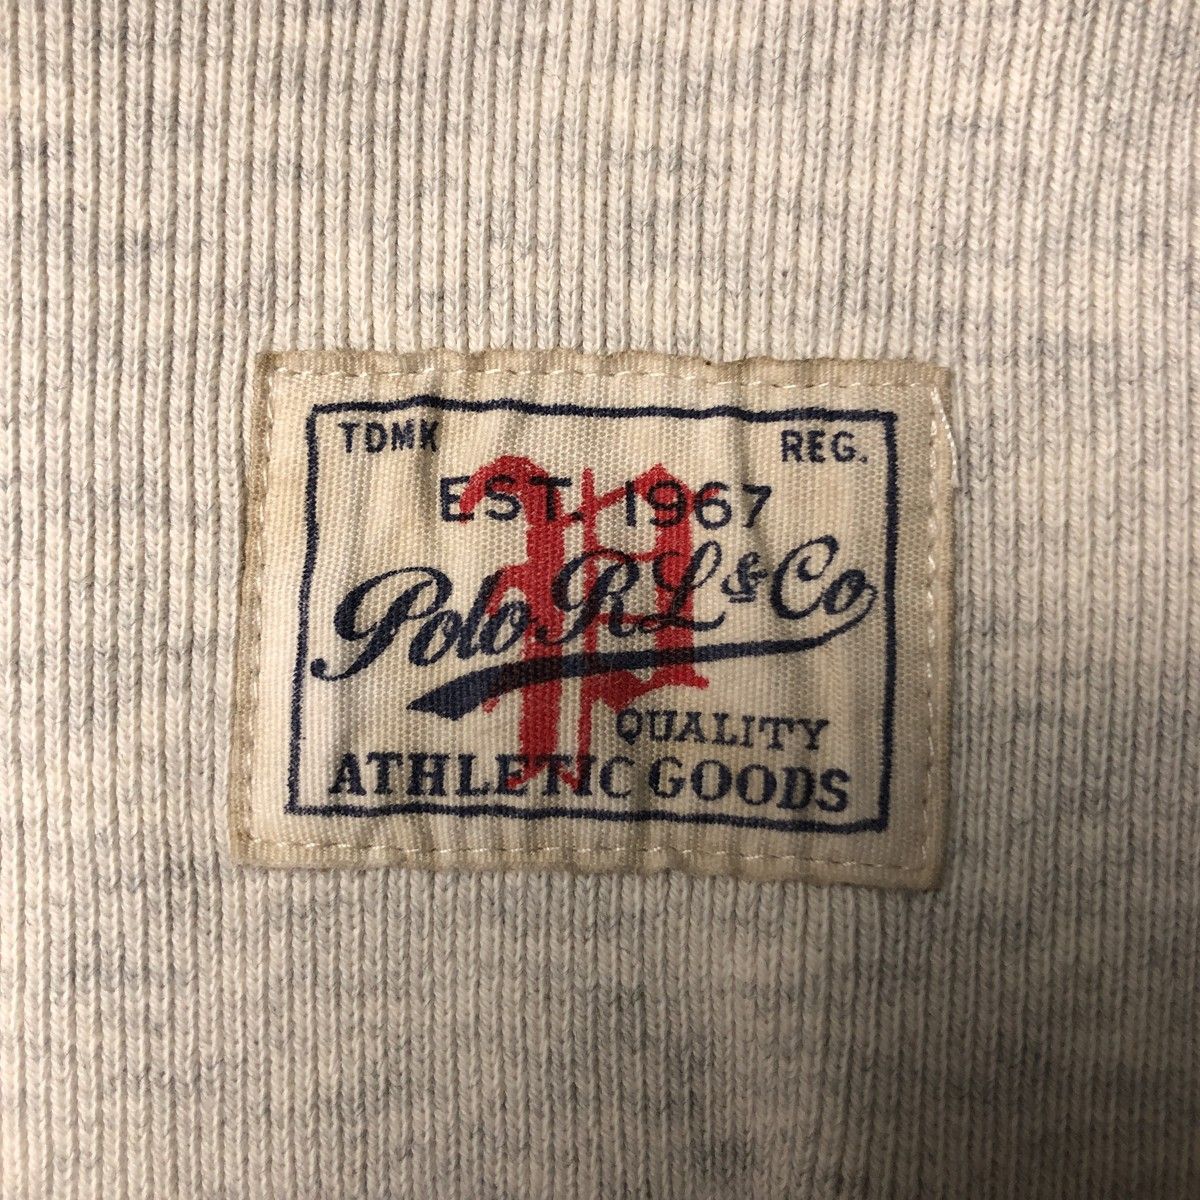 TDMK REG.
EST. 1967
P
Polo RL & Co
QUALITY
ATHLETIC GOODS